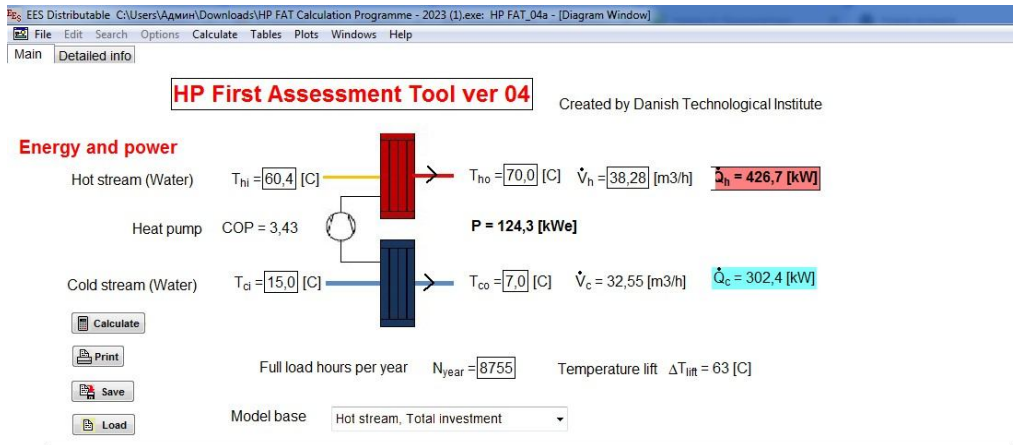 EES Distributable C:\Users\Админ\Downloads\HP FAT Calculation Programme - 2023 (1).exe: HP FAT_04a - [Diagram Window]
File Edit Search Options Calculate Tables Plots Windows Help
Main Detailed info
HP First Assessment Tool ver 04
Created by Danish Technological Institute
Energy and power
Hot stream (Water) Thi = 60,4 [C] Tho = 70,0 [C] V̇h = 38,28 [m3/h] Q̇h = 426,7 [kW]
Heat pump COP = 3,43 P = 124,3 [kWe]
Cold stream (Water) Tci = 15,0 [C] Tco = 7,0 [C] V̇c = 32,55 [m3/h] Q̇c = 302,4 [kW]
Calculate
Print
Full load hours per year Nyear = 8755 Temperature lift ΔTlift = 63 [C]
Save
Model base Hot stream, Total investment
Load